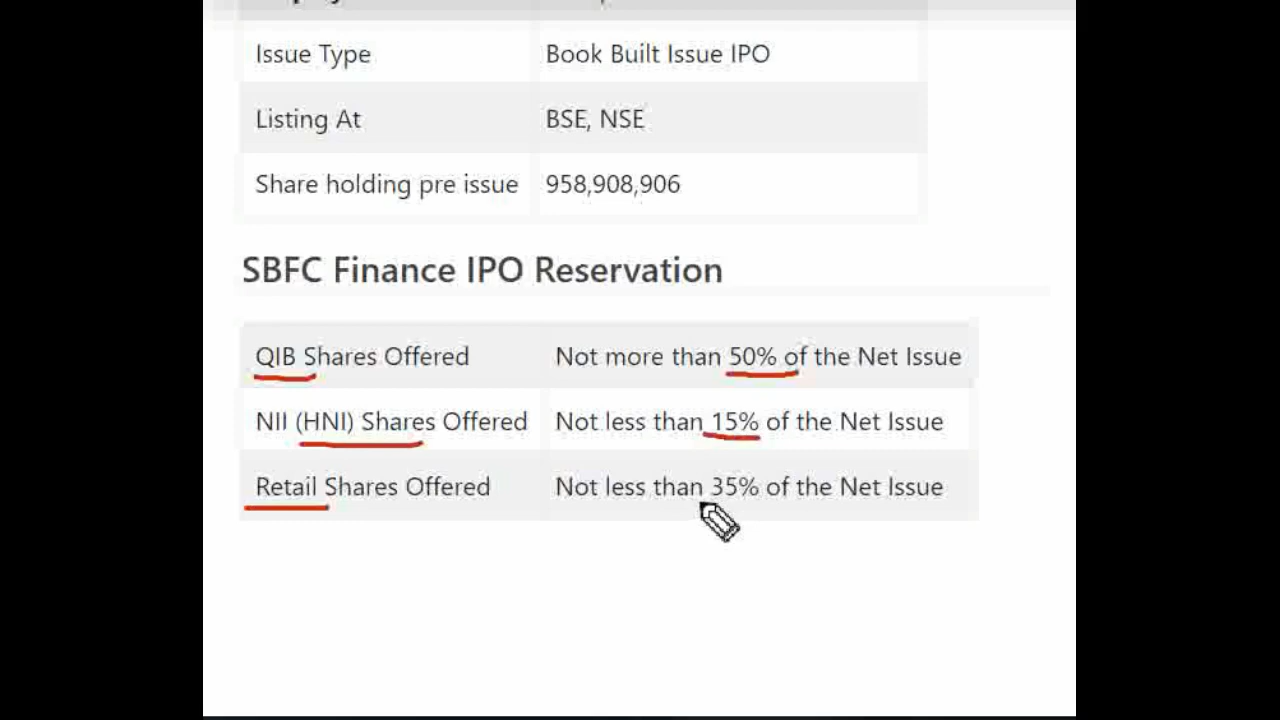 Issue Type Book Built Issue IPO
Listing At BSE, NSE
Share holding pre issue 958,908,906
SBFC Finance IPO Reservation
QIB Shares Offered Not more than 50% of the Net Issue
NII (HNI) Shares Offered Not less than 15% of the Net Issue
Retail Shares Offered Not less than 35% of the Net Issue